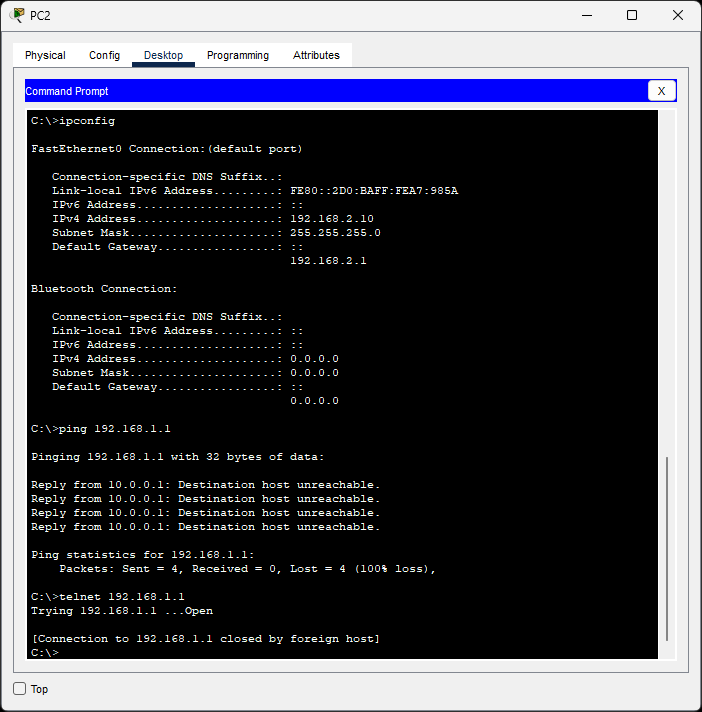 PC2
Physical Config Desktop Programming Attributes
Command Prompt X
C:\>ipconfig
FastEthernet0 Connection:(default port)
Connection-specific DNS Suffix..:
Link-local IPv6 Address.........: FE80::2D0:BAFF:FEA7:985A
IPv6 Address....................: ::
IPv4 Address....................: 192.168.2.10
Subnet Mask.....................: 255.255.255.0
Default Gateway.................: ::
192.168.2.1
Bluetooth Connection:
Connection-specific DNS Suffix..:
Link-local IPv6 Address.........: ::
IPv6 Address....................: ::
IPv4 Address....................: 0.0.0.0
Subnet Mask.....................: 0.0.0.0
Default Gateway.................: ::
0.0.0.0
C:\>ping 192.168.1.1
Pinging 192.168.1.1 with 32 bytes of data:
Reply from 10.0.0.1: Destination host unreachable.
Reply from 10.0.0.1: Destination host unreachable.
Reply from 10.0.0.1: Destination host unreachable.
Reply from 10.0.0.1: Destination host unreachable.
Ping statistics for 192.168.1.1:
Packets: Sent = 4, Received = 0, Lost = 4 (100% loss),
C:\>telnet 192.168.1.1
Trying 192.168.1.1 ...Open
[Connection to 192.168.1.1 closed by foreign host]
C:\>
Top